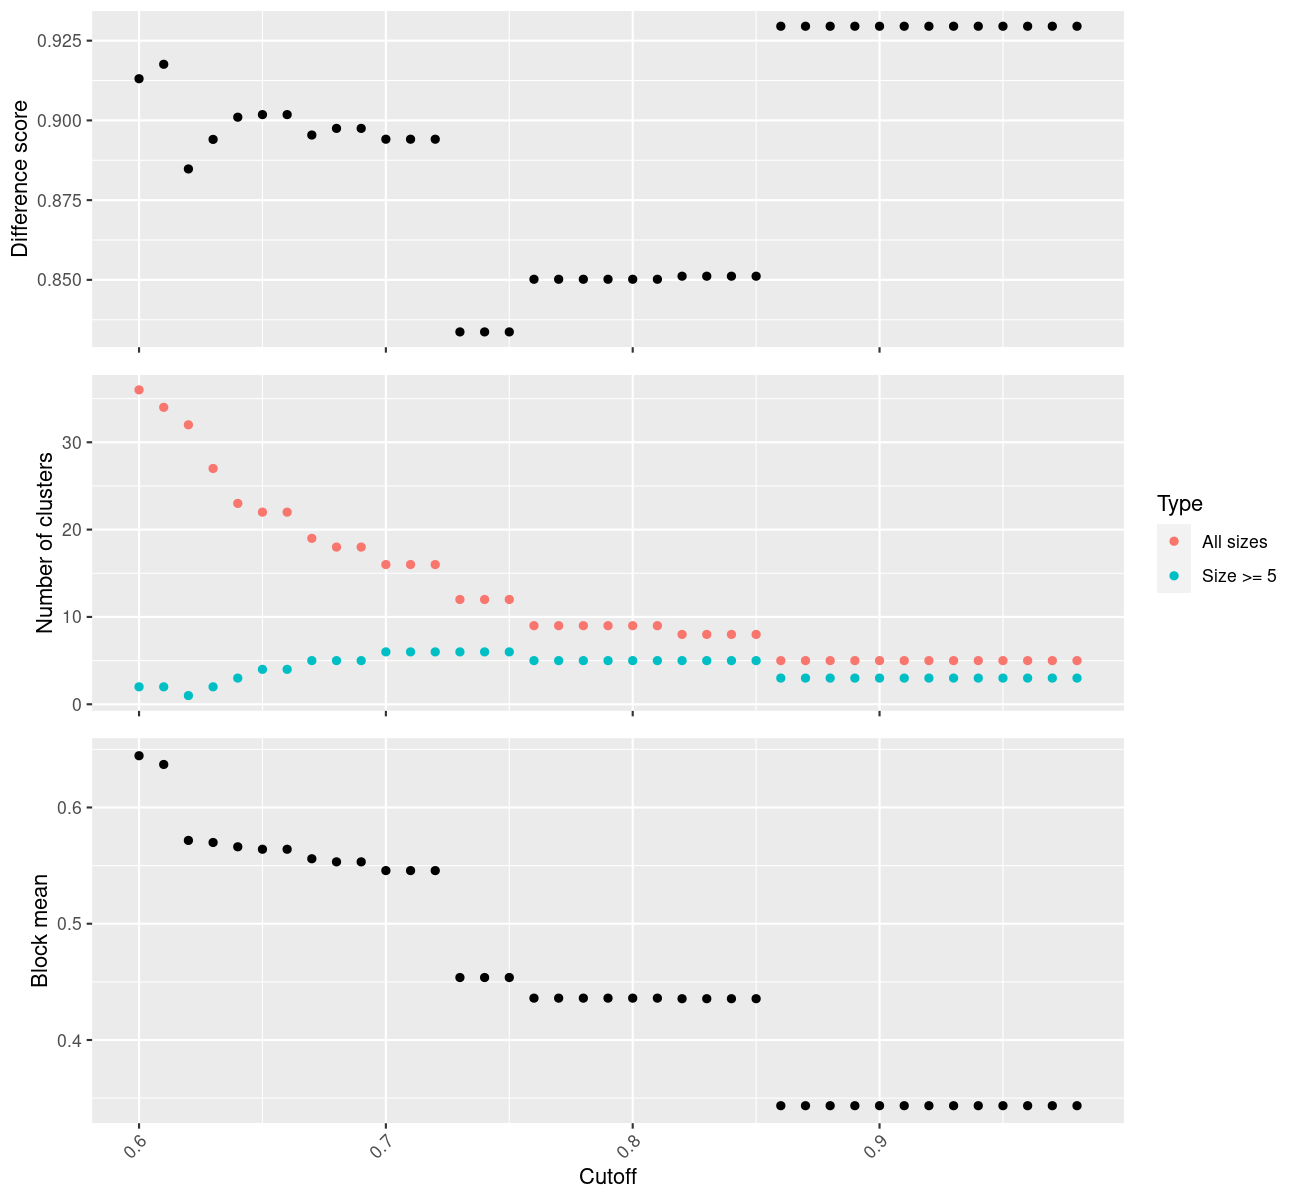 Difference score
0.925
0.900
0.875
0.850
Number of clusters
30
20
10
0
Type
All sizes
Size >= 5
Block mean
0.6
0.5
0.4
0.6
0.7
0.8
0.9
Cutoff